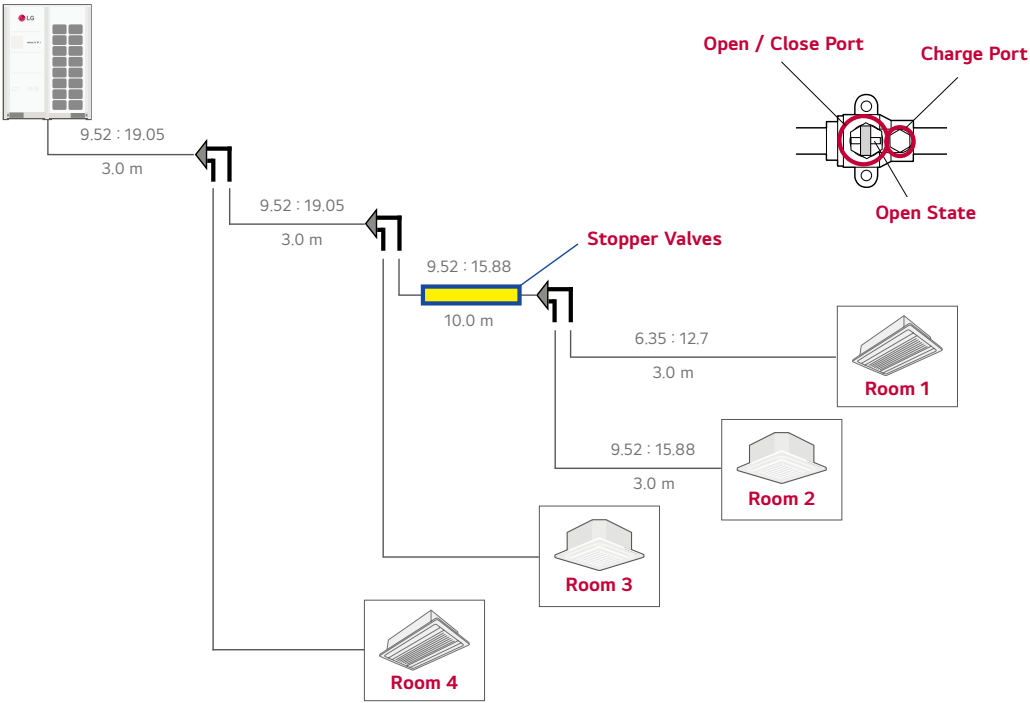 LG
Open / Close Port
Charge Port
9.52 : 19.05
3.0 m
Open State
9.52 : 19.05
3.0 m
Stopper Valves
9.52 : 15.88
10.0 m
6.35 : 12.7
3.0 m
Room 1
9.52 : 15.88
3.0 m
Room 2
Room 3
Room 4